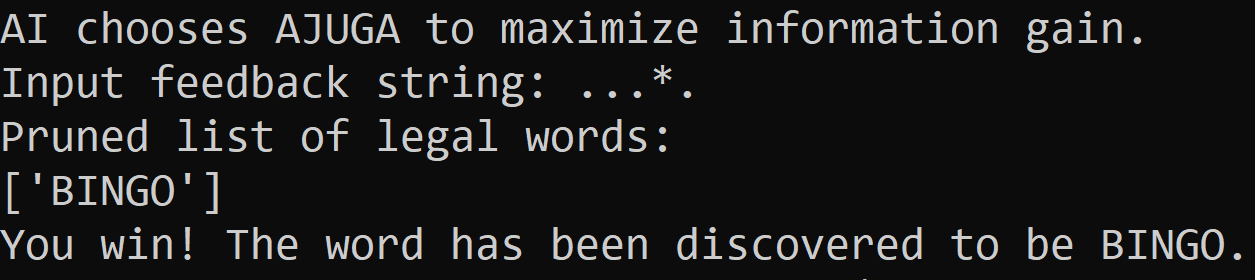 AI chooses AJUGA to maximize information gain.
Input feedback string: ...*.
Pruned list of legal words:
['BINGO']
You win! The word has been discovered to be BINGO.